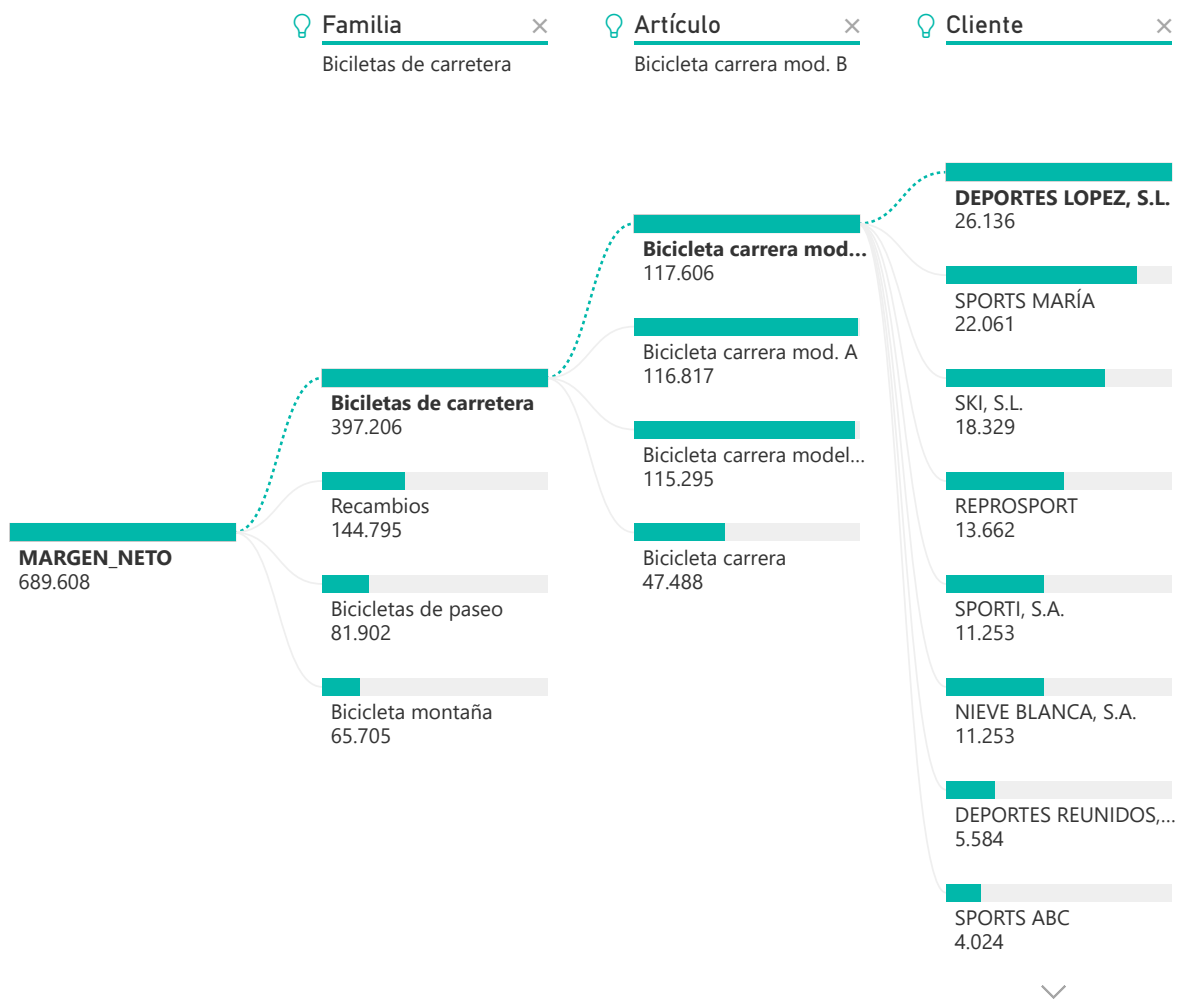 Familia
Biciletas de carretera
Artículo
Bicicleta carrera mod. B
Cliente
MARGEN_NETO
689.608
Biciletas de carretera
397.206
Recambios
144.795
Bicicletas de paseo
81.902
Bicicleta montaña
65.705
Bicicleta carrera mod...
117.606
Bicicleta carrera mod. A
116.817
Bicicleta carrera model...
115.295
Bicicleta carrera
47.488
DEPORTES LOPEZ, S.L.
26.136
SPORTS MARÍA
22.061
SKI, S.L.
18.329
REPROSPORT
13.662
SPORTI, S.A.
11.253
NIEVE BLANCA, S.A.
11.253
DEPORTES REUNIDOS,...
5.584
SPORTS ABC
4.024